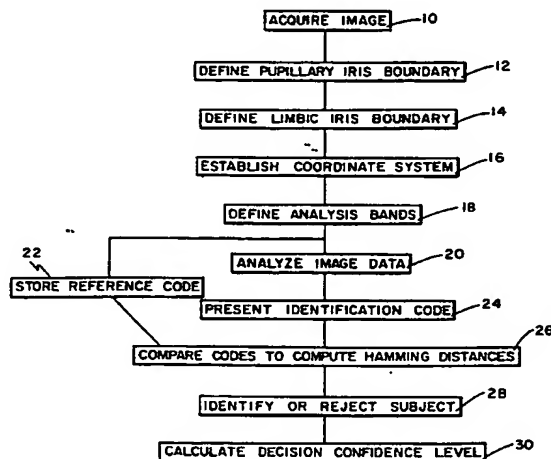 ACQUIRE IMAGE 10
DEFINE PUPILLARY IRIS BOUNDARY 12
DEFINE LIMBIC IRIS BOUNDARY 14
ESTABLISH COORDINATE SYSTEM 16
DEFINE ANALYSIS BANDS 18
22
ANALYZE IMAGE DATA 20
STORE REFERENCE CODE
PRESENT IDENTIFICATION CODE 24
COMPARE CODES TO COMPUTE HAMMING DISTANCES 26
IDENTIFY OR REJECT SUBJECT 28
CALCULATE DECISION CONFIDENCE LEVEL 30